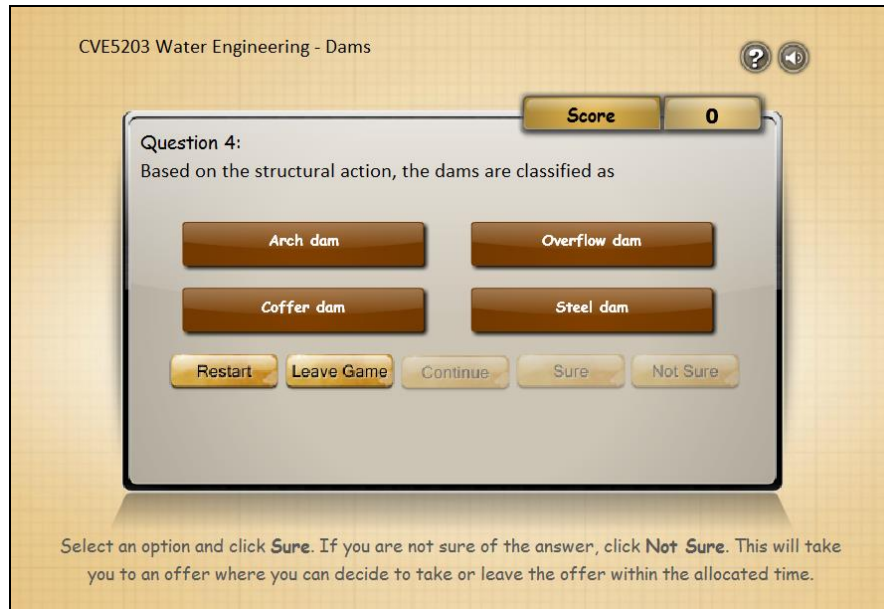 CVE5203 Water Engineering - Dams
?
Score 0
Question 4:
Based on the structural action, the dams are classified as
Arch dam Overflow dam
Coffer dam Steel dam
Restart Leave Game Continue Sure Not Sure
Select an option and click Sure. If you are not sure of the answer, click Not Sure. This will take
you to an offer where you can decide to take or leave the offer within the allocated time.